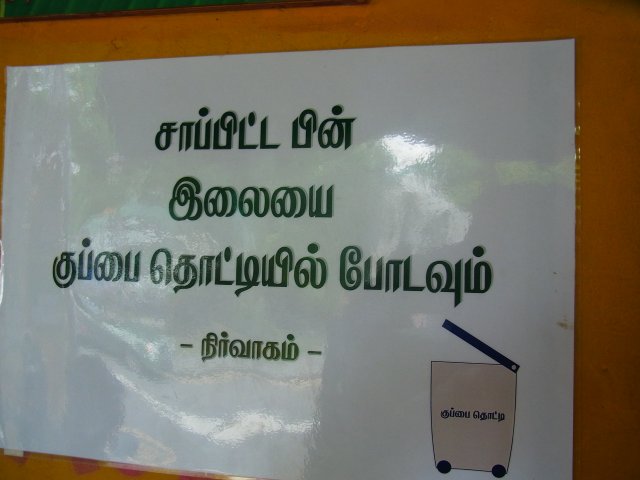 சாப்பிட்ட பின்
இலையை
குப்பை தொட்டியில் போடவும்
- நிர்வாகம் -
குப்பை தொட்டி